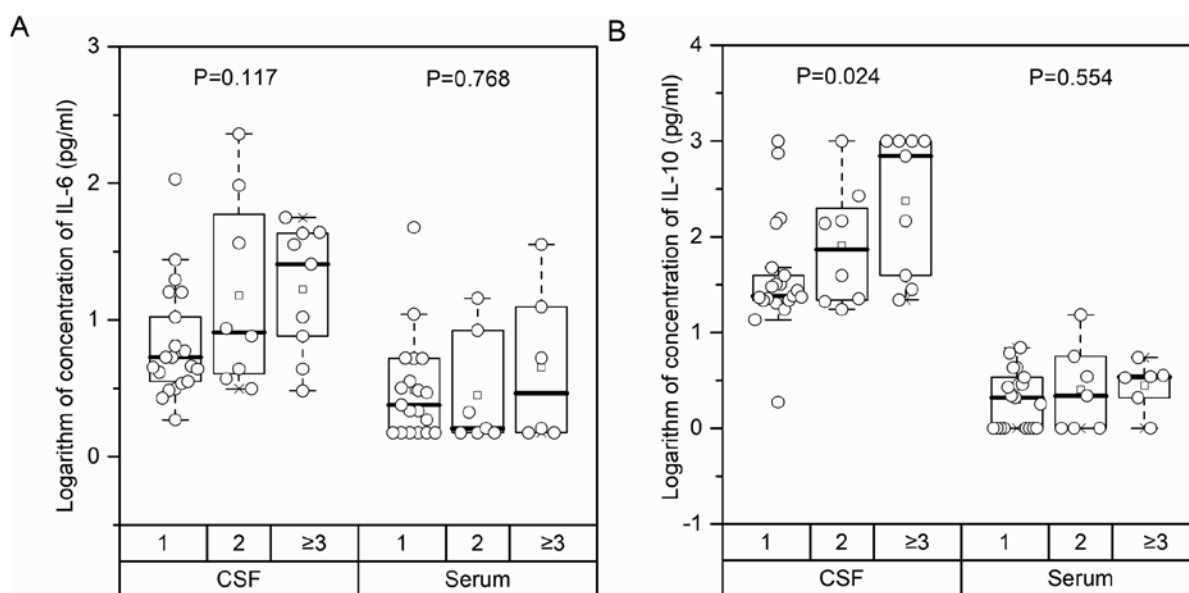 A
Logarithm of concentration of IL-6 (pg/ml)
3
2
1
0
P=0.117
P=0.768
1 2 ≥3 1 2 ≥3
CSF Serum
B
Logarithm of concentration of IL-10 (pg/ml)
4
3
2
1
0
-1
P=0.024
P=0.554
1 2 ≥3 1 2 ≥3
CSF Serum